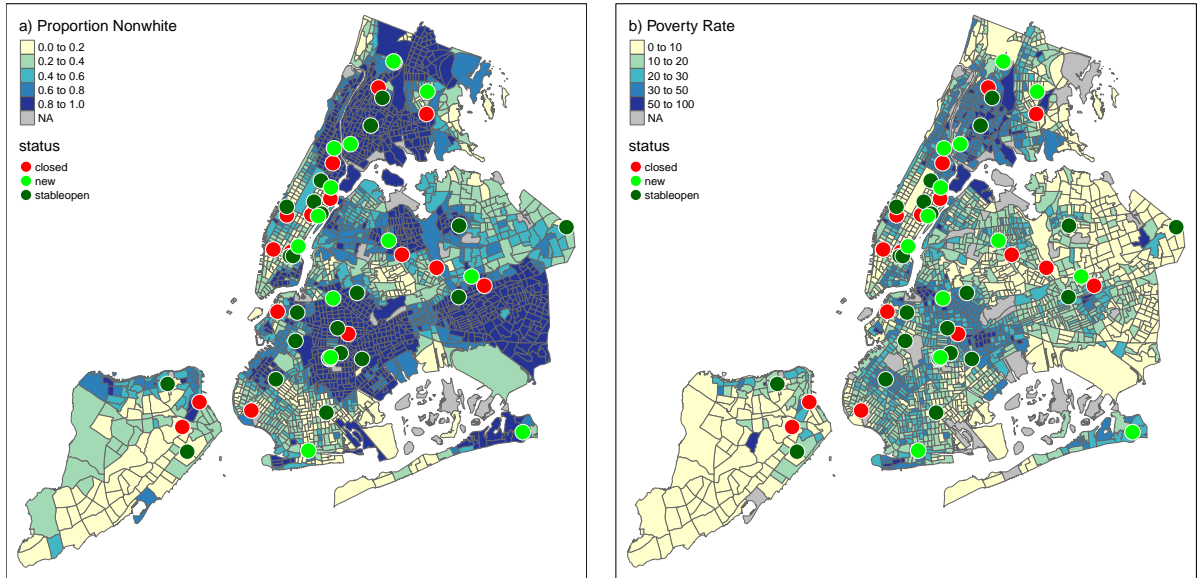 a) Proportion Nonwhite
0.0 to 0.2
0.2 to 0.4
0.4 to 0.6
0.6 to 0.8
0.8 to 1.0
NA
status
closed
new
stableopen
b) Poverty Rate
0 to 10
10 to 20
20 to 30
30 to 50
50 to 100
NA
status
closed
new
stableopen